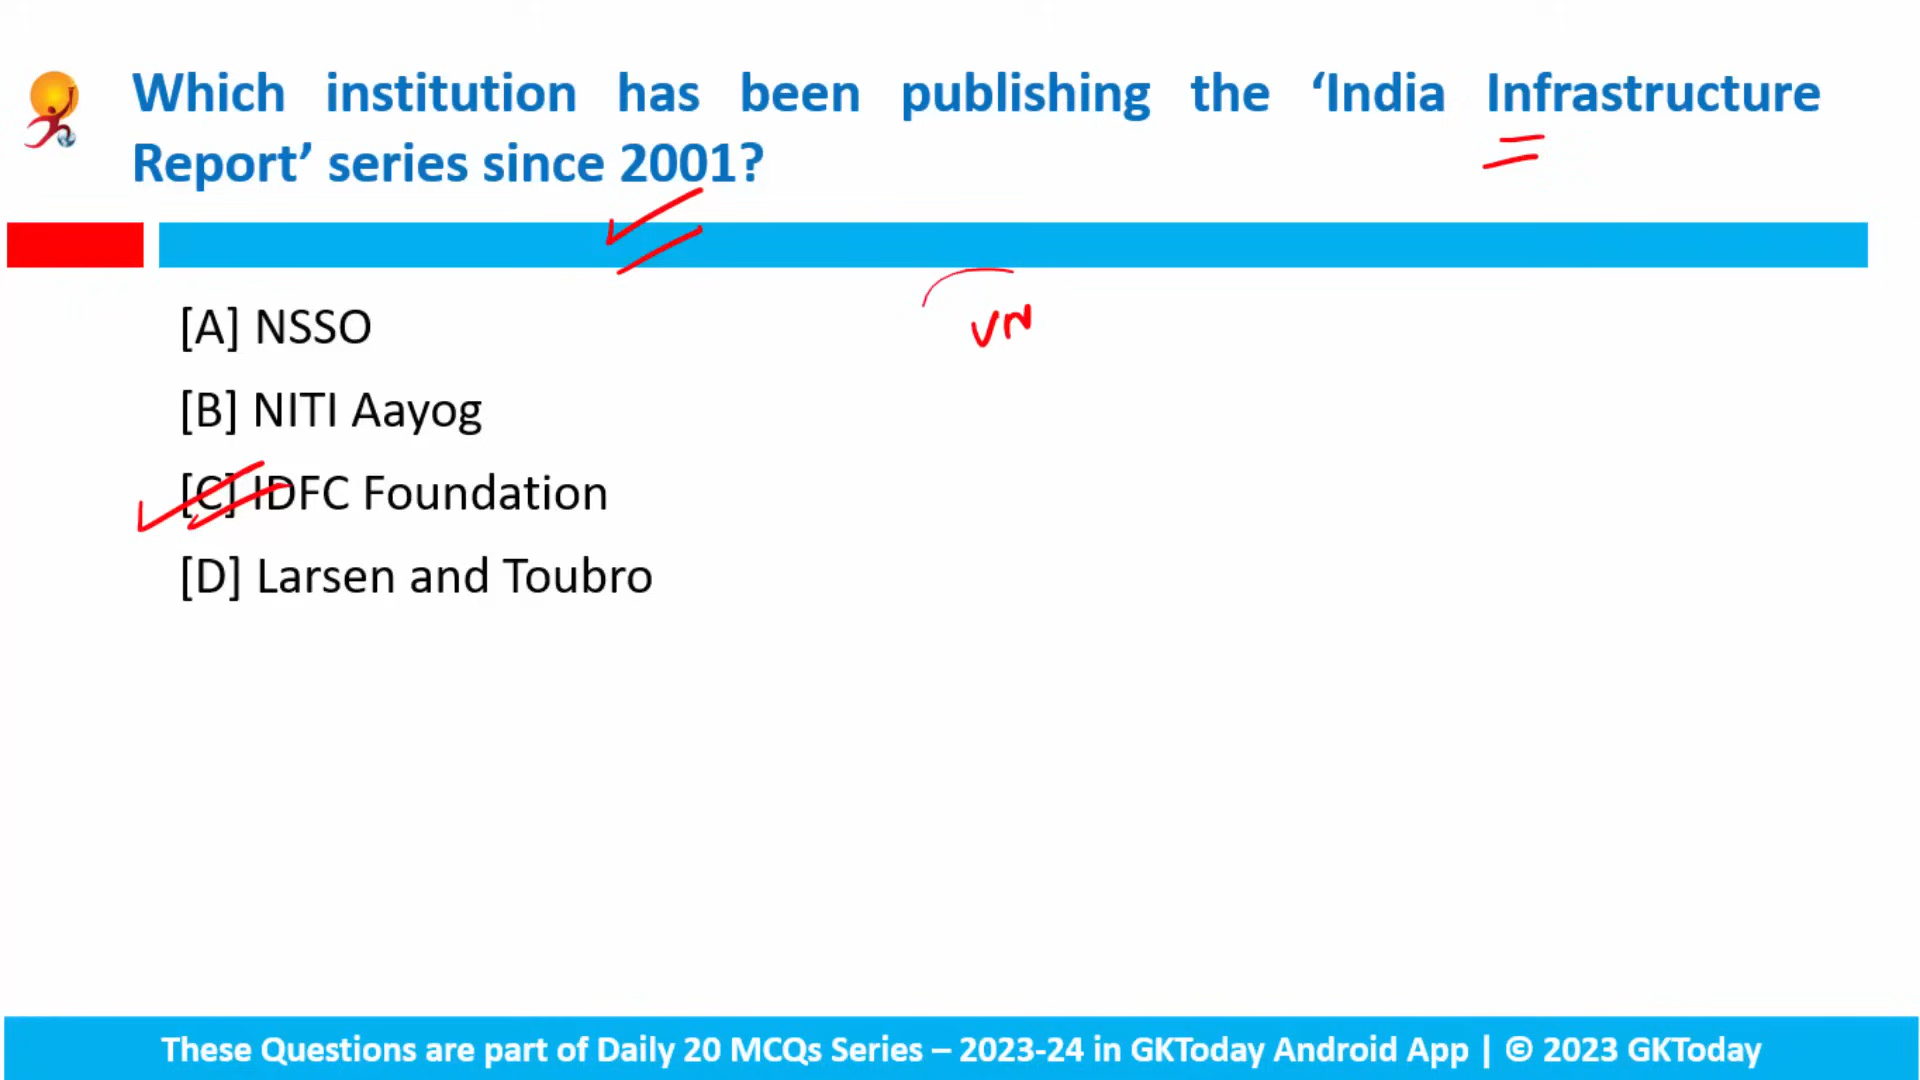 Which institution has been publishing the ‘India Infrastructure
Report’ series since 2001?
[A] NSSO
[B] NITI Aayog
[C] IDFC Foundation
[D] Larsen and Toubro
These Questions are part of Daily 20 MCQs Series – 2023-24 in GKToday Android App | © 2023 GKToday